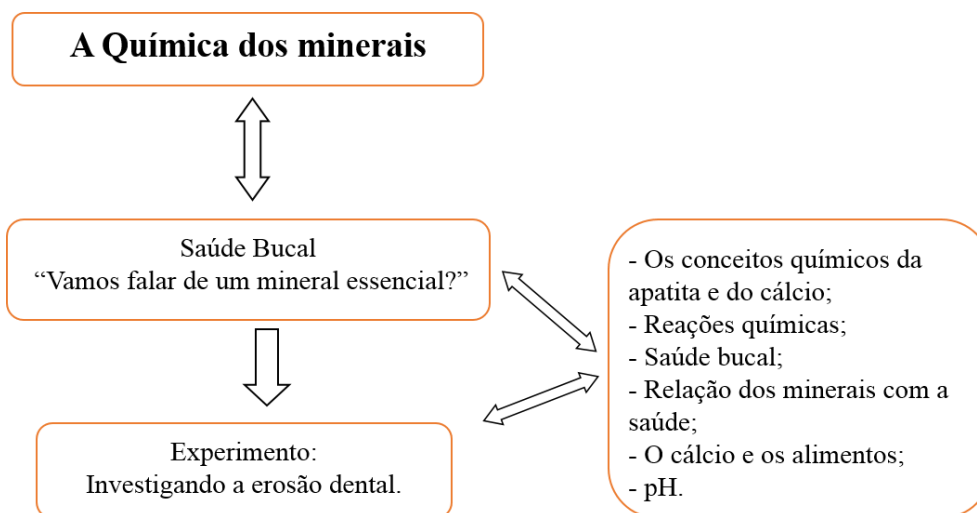 A Química dos minerais
Saúde Bucal
“Vamos falar de um mineral essencial?”
Experimento:
Investigando a erosão dental.
- Os conceitos químicos da
apatita e do cálcio;
- Reações químicas;
- Saúde bucal;
- Relação dos minerais com a
saúde;
- O cálcio e os alimentos;
- pH.